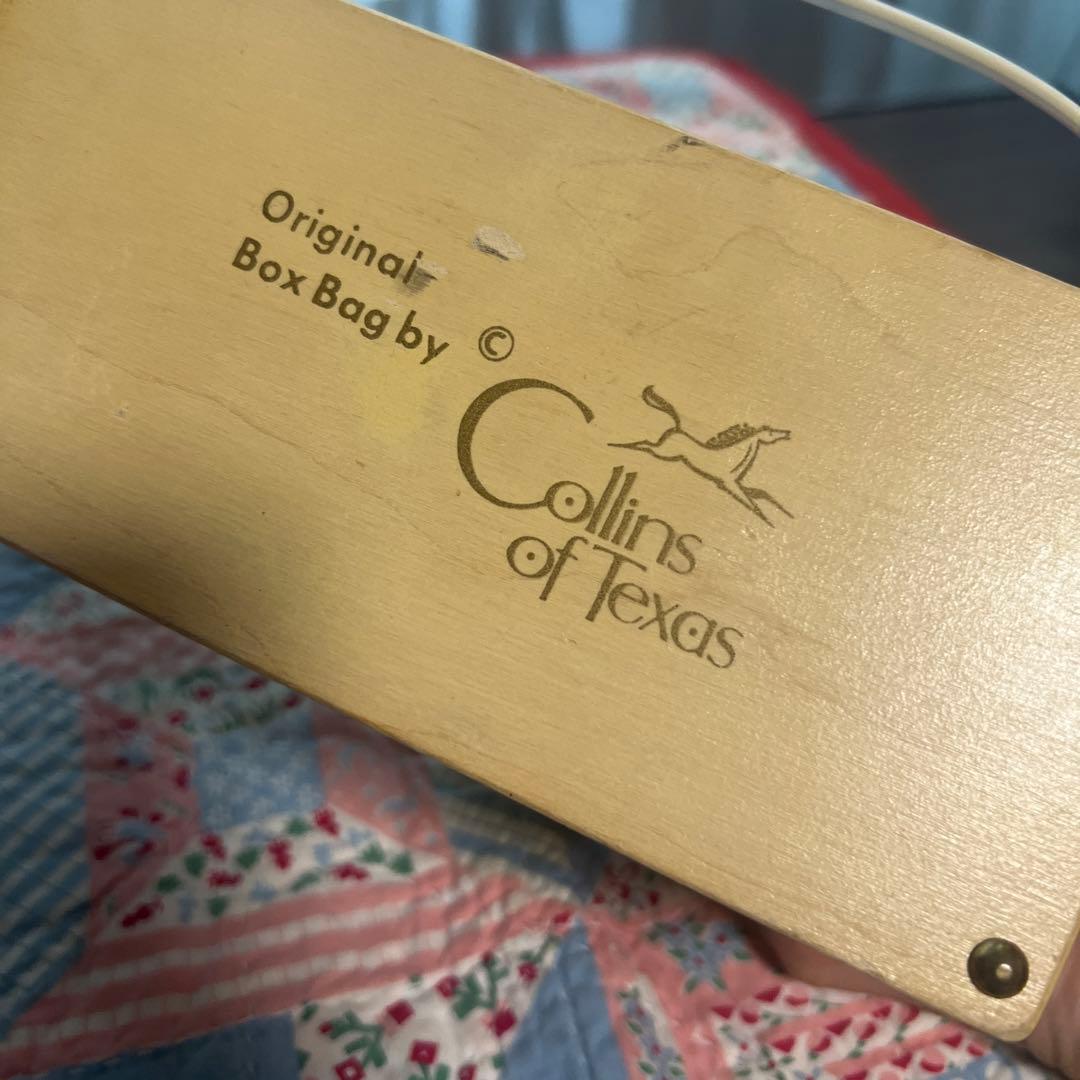 Original
Box Bag by
©
Collins
of Texas